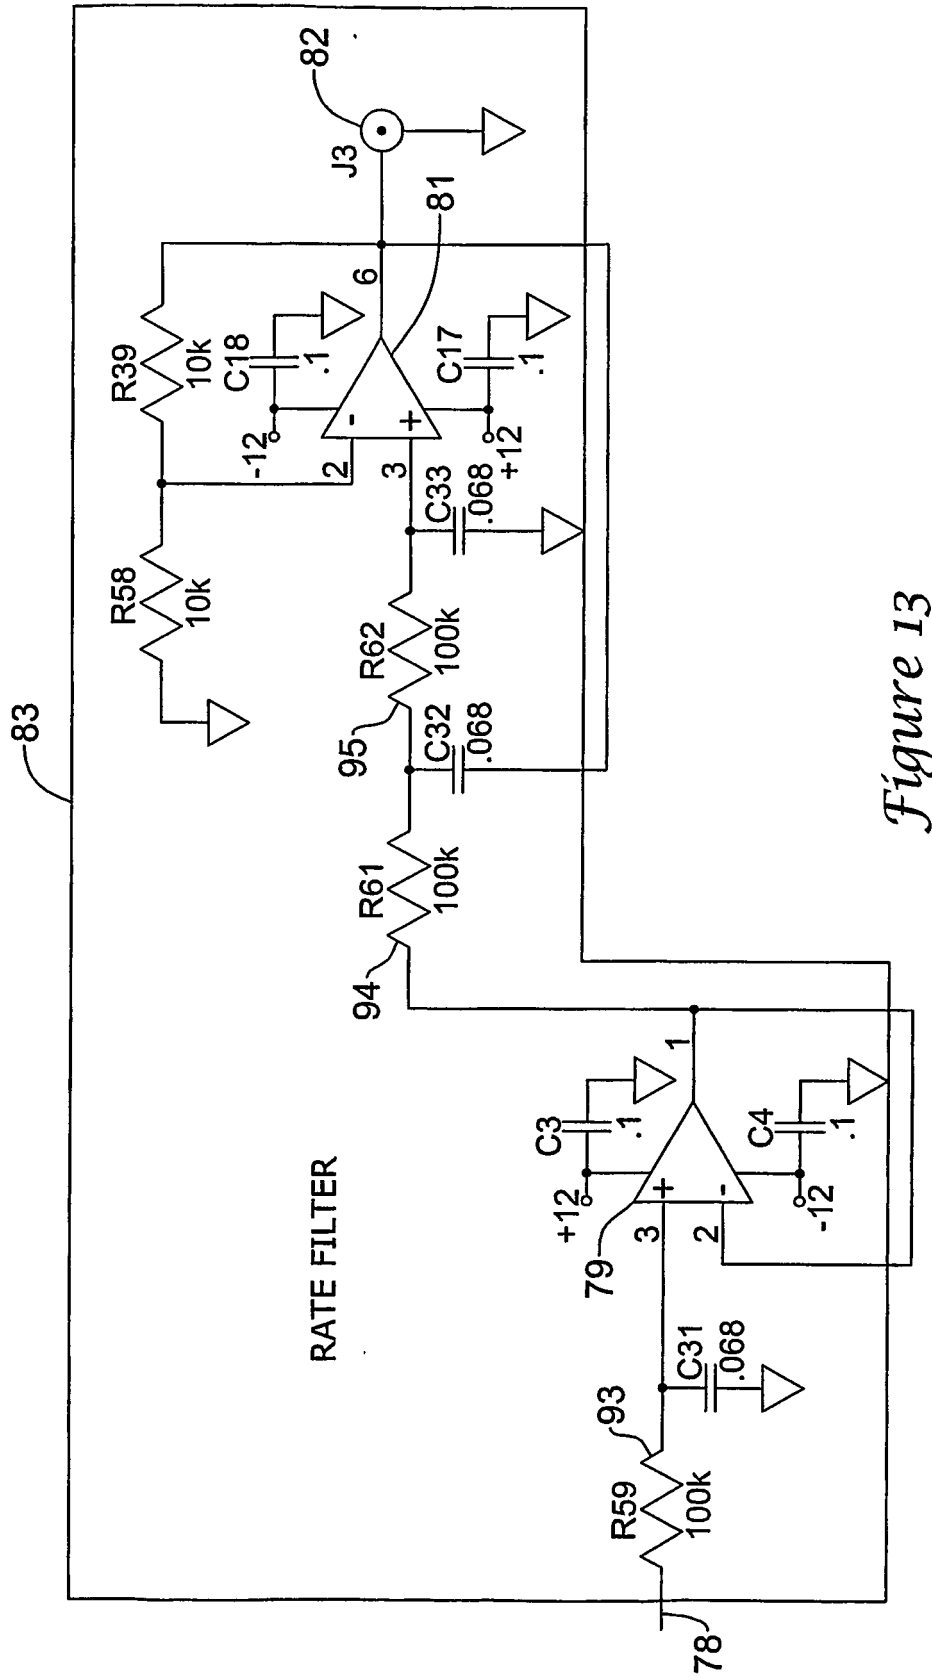 83
R58
10k
R39
10k
-12
C18
.1
2
3
6
81
J3
82
+12
C17
.1
94
R61
100k
95
C32
.068
R62
100k
C33
.068
RATE FILTER
78
R59
100k
93
C31
.068
79
3
2
1
+12
C3
.1
-12
C4
.1
Figure 13